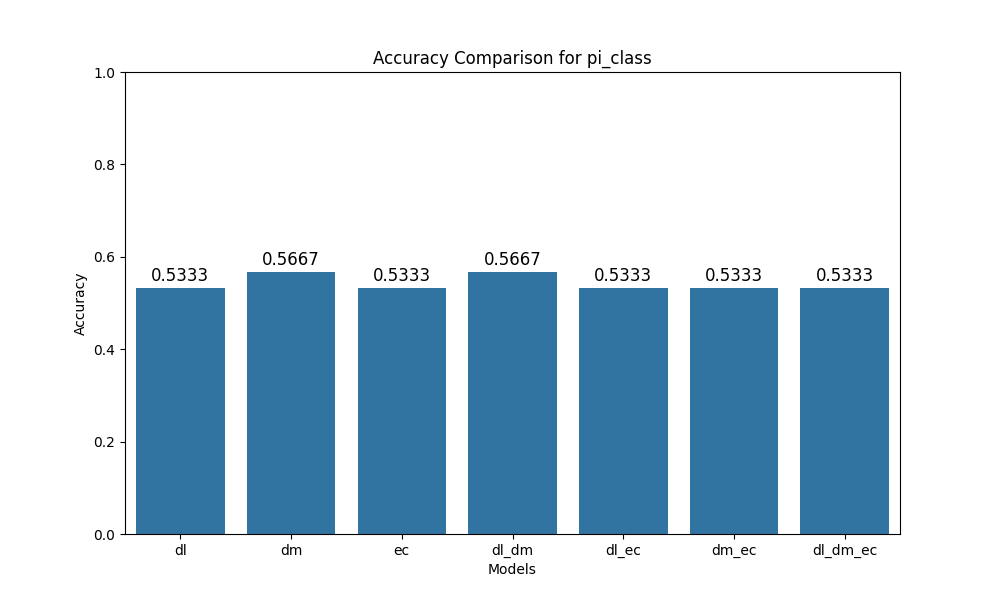 Accuracy Comparison for pi_class
1.0
0.8
0.6
0.4
0.2
0.0
Accuracy
0.5333
0.5667
0.5333
0.5667
0.5333
0.5333
0.5333
dl
dm
ec
dl_dm
dl_ec
dm_ec
dl_dm_ec
Models